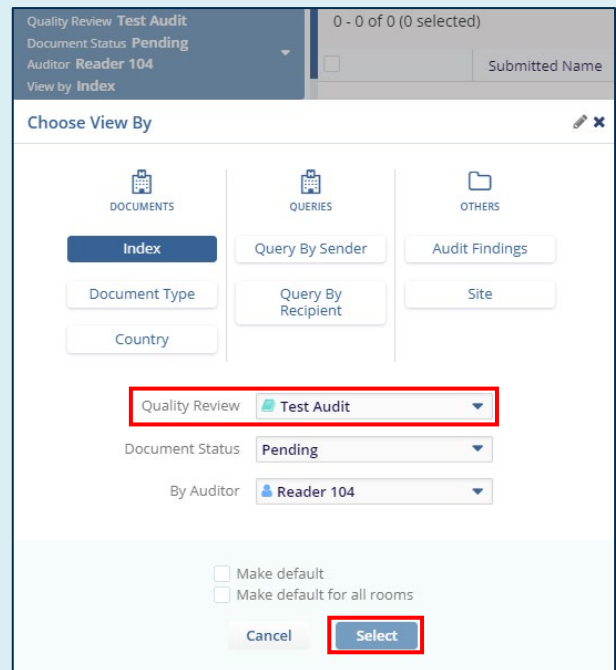 Quality Review Test Audit
Document Status Pending
Auditor Reader 104
View by Index
0 - 0 of 0 (0 selected)
Submitted Name
Choose View By
DOCUMENTS
QUERIES
OTHERS
Index
Query By Sender
Audit Findings
Document Type
Query By
Recipient
Site
Country
Quality Review Test Audit
Document Status Pending
By Auditor Reader 104
Make default
Make default for all rooms
Cancel
Select